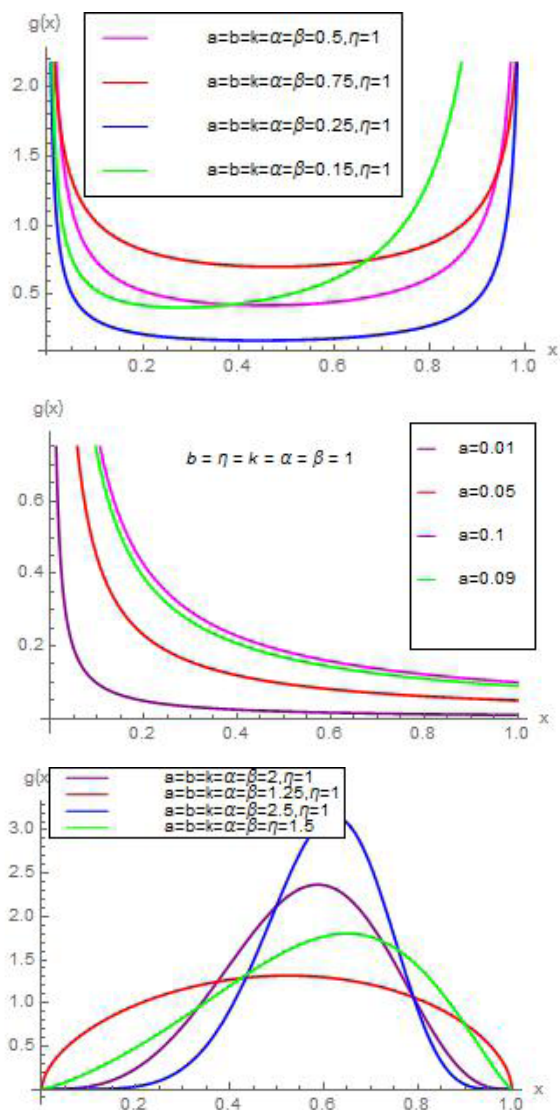 g(x)
a=b=k=α=β=0.5,η=1
a=b=k=α=β=0.75,η=1
a=b=k=α=β=0.25,η=1
a=b=k=α=β=0.15,η=1
2.0
1.5
1.0
0.5
0.2 0.4 0.6 0.8 1.0 x
g(x)
b = η = k = α = β = 1
a=0.01
a=0.05
a=0.1
a=0.09
0.6
0.4
0.2
0.2 0.4 0.6 0.8 1.0 x
g(x)
a=b=k=α=β=2,η=1
a=b=k=α=β=1.25,η=1
a=b=k=α=β=2.5,η=1
a=b=k=α=β=η=1.5
3.0
2.5
2.0
1.5
1.0
0.5
0.2 0.4 0.6 0.8 1.0 x